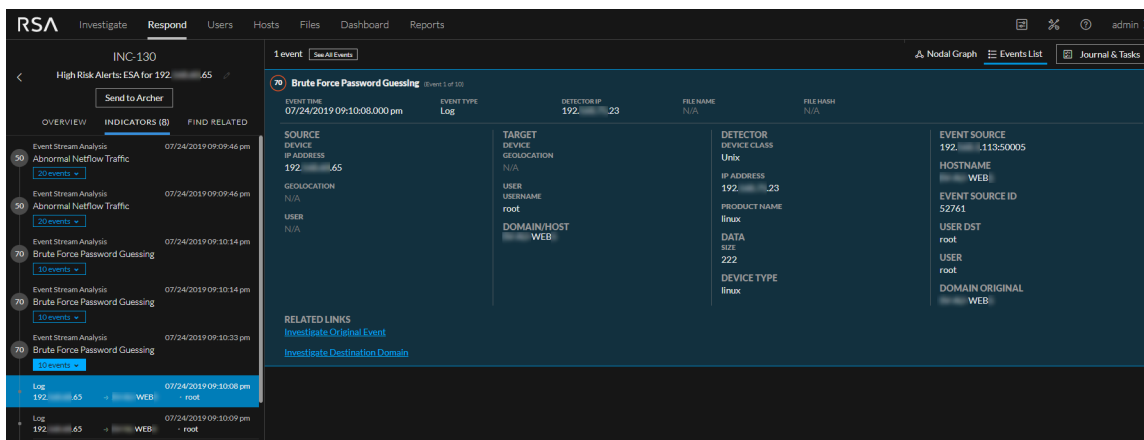 RSA Investigate Respond Users Hosts Files Dashboard Reports admin
INC-130
High Risk Alerts: ESA for 192. .65
Send to Archer
OVERVIEW INDICATORS (8) FIND RELATED
Event Stream Analysis 07/24/2019 09:09:46 pm
50 Abnormal Netflow Traffic
20 events
Event Stream Analysis 07/24/2019 09:09:46 pm
50 Abnormal Netflow Traffic
20 events
Event Stream Analysis 07/24/2019 09:10:14 pm
70 Brute Force Password Guessing
10 events
Event Stream Analysis 07/24/2019 09:10:14 pm
70 Brute Force Password Guessing
10 events
Event Stream Analysis 07/24/2019 09:10:33 pm
70 Brute Force Password Guessing
10 events
Log 07/24/2019 09:10:08 pm
192. .65 → WEB root
Log 07/24/2019 09:10:09 pm
192 .65 → WEB root
1 event See All Events Nodal Graph Events List Journal & Tasks
70 Brute Force Password Guessing (Event 1 of 10)
EVENT TIME EVENT TYPE DETECTOR IP FILE NAME FILE HASH
07/24/2019 09:10:08.000 pm Log 192. .23 N/A N/A
SOURCE
DEVICE
IP ADDRESS
192. .65
GEOLOCATION
N/A
USER
N/A
TARGET
DEVICE
GEOLOCATION
N/A
USER
USERNAME
root
DOMAIN/HOST
WEB
DETECTOR
DEVICE CLASS
Unix
IP ADDRESS
192. .23
PRODUCT NAME
linux
DATA
SIZE
222
DEVICE TYPE
linux
EVENT SOURCE
192. .113:50005
HOSTNAME
WEB
EVENT SOURCE ID
52761
USER DST
root
USER
root
DOMAIN ORIGINAL
WEB
RELATED LINKS
Investigate Original Event
Investigate Destination Domain